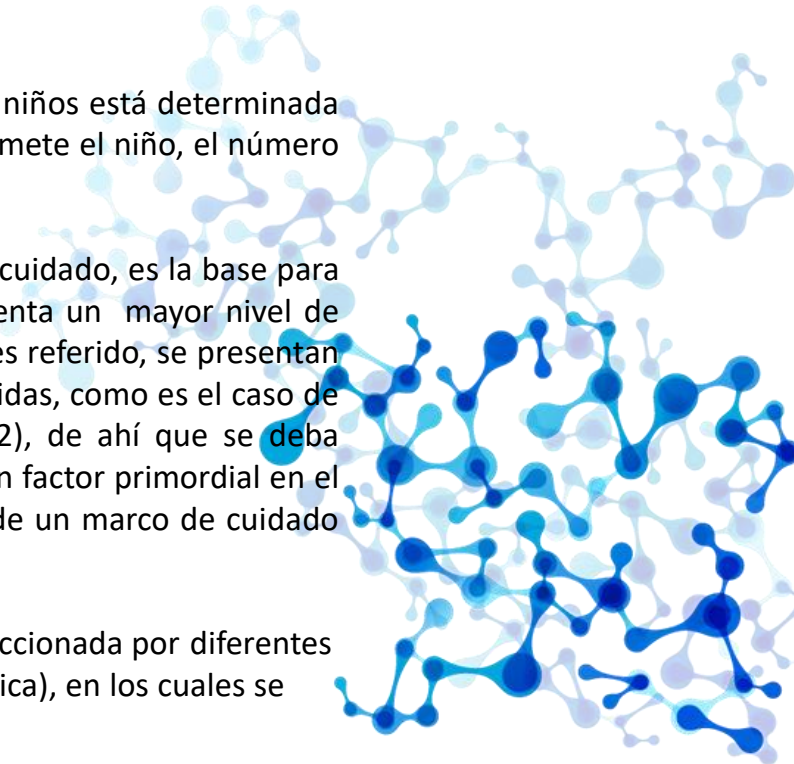 niños está determinada
mete el niño, el número
cuidado, es la base para
enta un mayor nivel de
es referido, se presentan
idas, como es el caso de
2), de ahí que se deba
n factor primordial en el
de un marco de cuidado
ccionada por diferentes
ica), en los cuales se